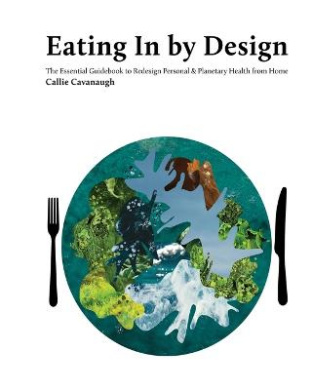 Eating In by Design
The Essential Guidebook to Redesign Personal & Planetary Health from Home
Callie Cavanaugh